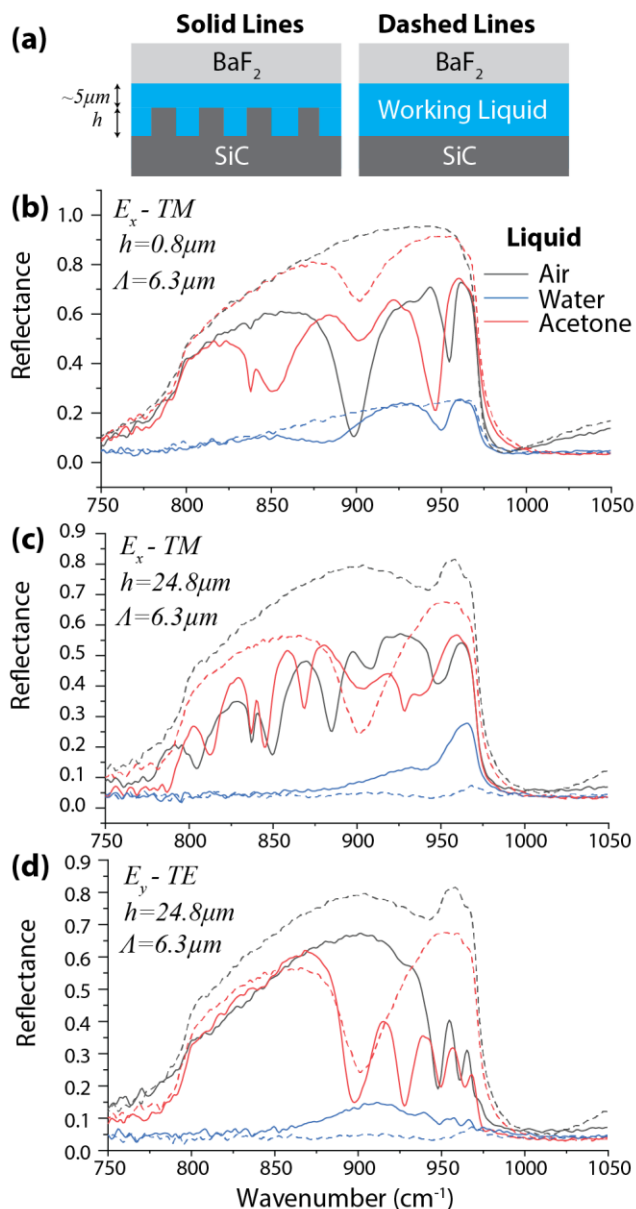 (a)
Solid Lines
Dashed Lines
BaF2
BaF2
~5μm
h
Working Liquid
SiC
SiC
(b)
Ex - TM
h=0.8μm
Λ=6.3μm
Liquid
Air
Water
Acetone
Reflectance
1.0
0.8
0.6
0.4
0.2
0.0
750 800 850 900 950 1000 1050
(c)
Ex - TM
h=24.8μm
Λ=6.3μm
Reflectance
0.9
0.8
0.7
0.6
0.5
0.4
0.3
0.2
0.1
0.0
750 800 850 900 950 1000 1050
(d)
Ey - TE
h=24.8μm
Λ=6.3μm
Reflectance
0.9
0.8
0.7
0.6
0.5
0.4
0.3
0.2
0.1
0.0
750 800 850 900 950 1000 1050
Wavenumber (cm-1)